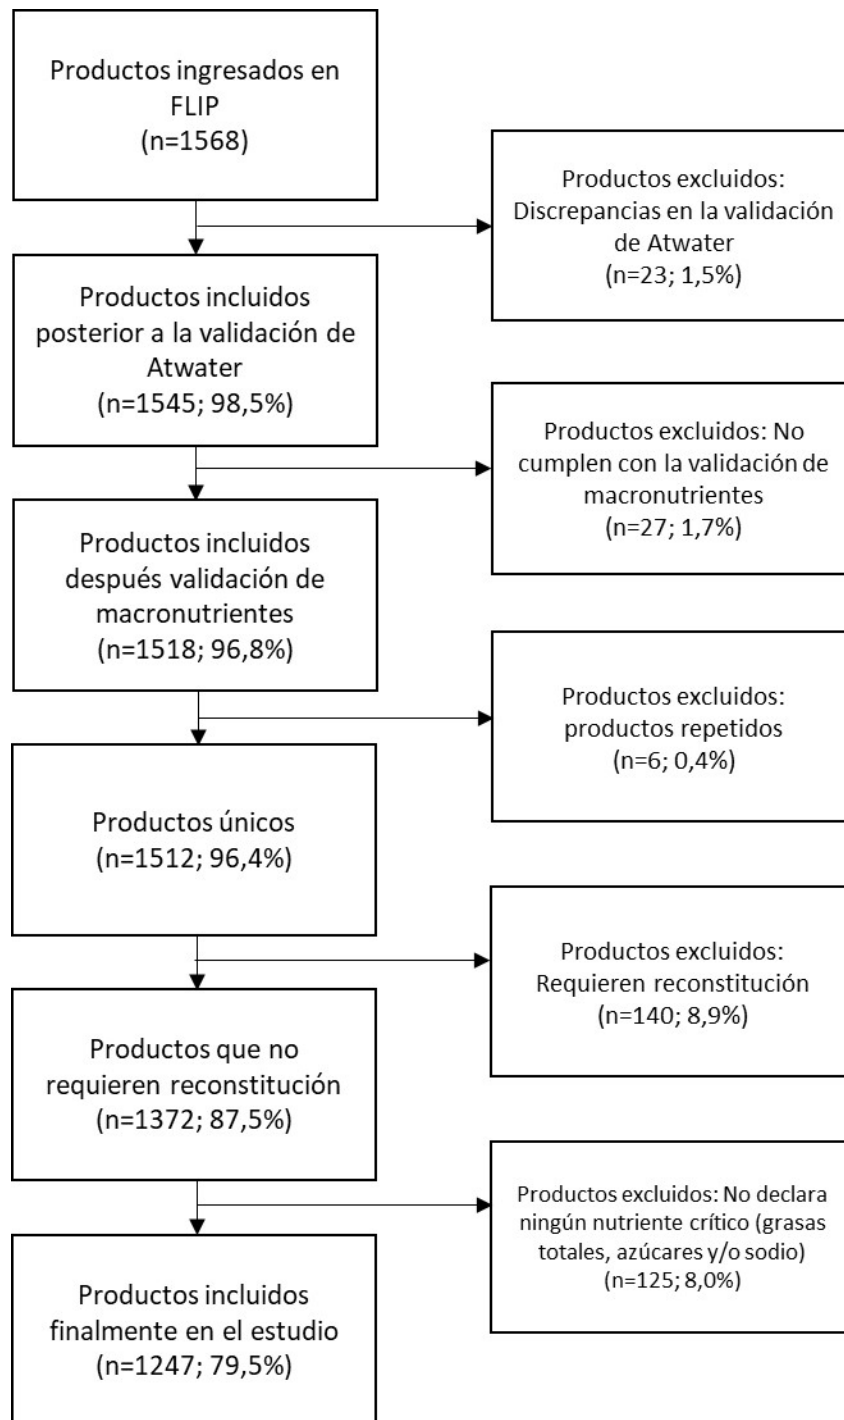 Productos ingresados en
FLIP
(n=1568)
Productos excluidos:
Discrepancias en la validación
de Atwater
(n=23; 1,5%)
Productos incluidos
posterior a la validación de
Atwater
(n=1545; 98,5%)
Productos excluidos: No
cumplen con la validación de
macronutrientes
(n=27; 1,7%)
Productos incluidos
después validación de
macronutrientes
(n=1518; 96,8%)
Productos excluidos:
productos repetidos
(n=6; 0,4%)
Productos únicos
(n=1512; 96,4%)
Productos excluidos:
Requieren reconstitución
(n=140; 8,9%)
Productos que no
requieren reconstitución
(n=1372; 87,5%)
Productos excluidos: No declara
ningún nutriente crítico (grasas
totales, azúcares y/o sodio)
(n=125; 8,0%)
Productos incluidos
finalmente en el estudio
(n=1247; 79,5%)